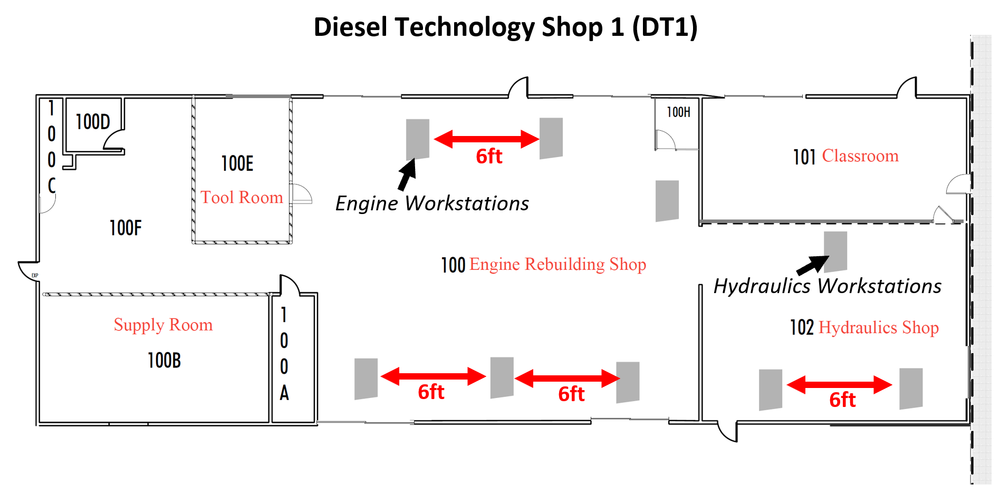 Diesel Technology Shop 1 (DT1)
100C
100D
100H
100E
Tool Room
6ft
Engine Workstations
101 Classroom
100F
100 Engine Rebuilding Shop
EXP
Hydraulics Workstations
Supply Room
100B
100A
102 Hydraulics Shop
6ft
6ft
6ft